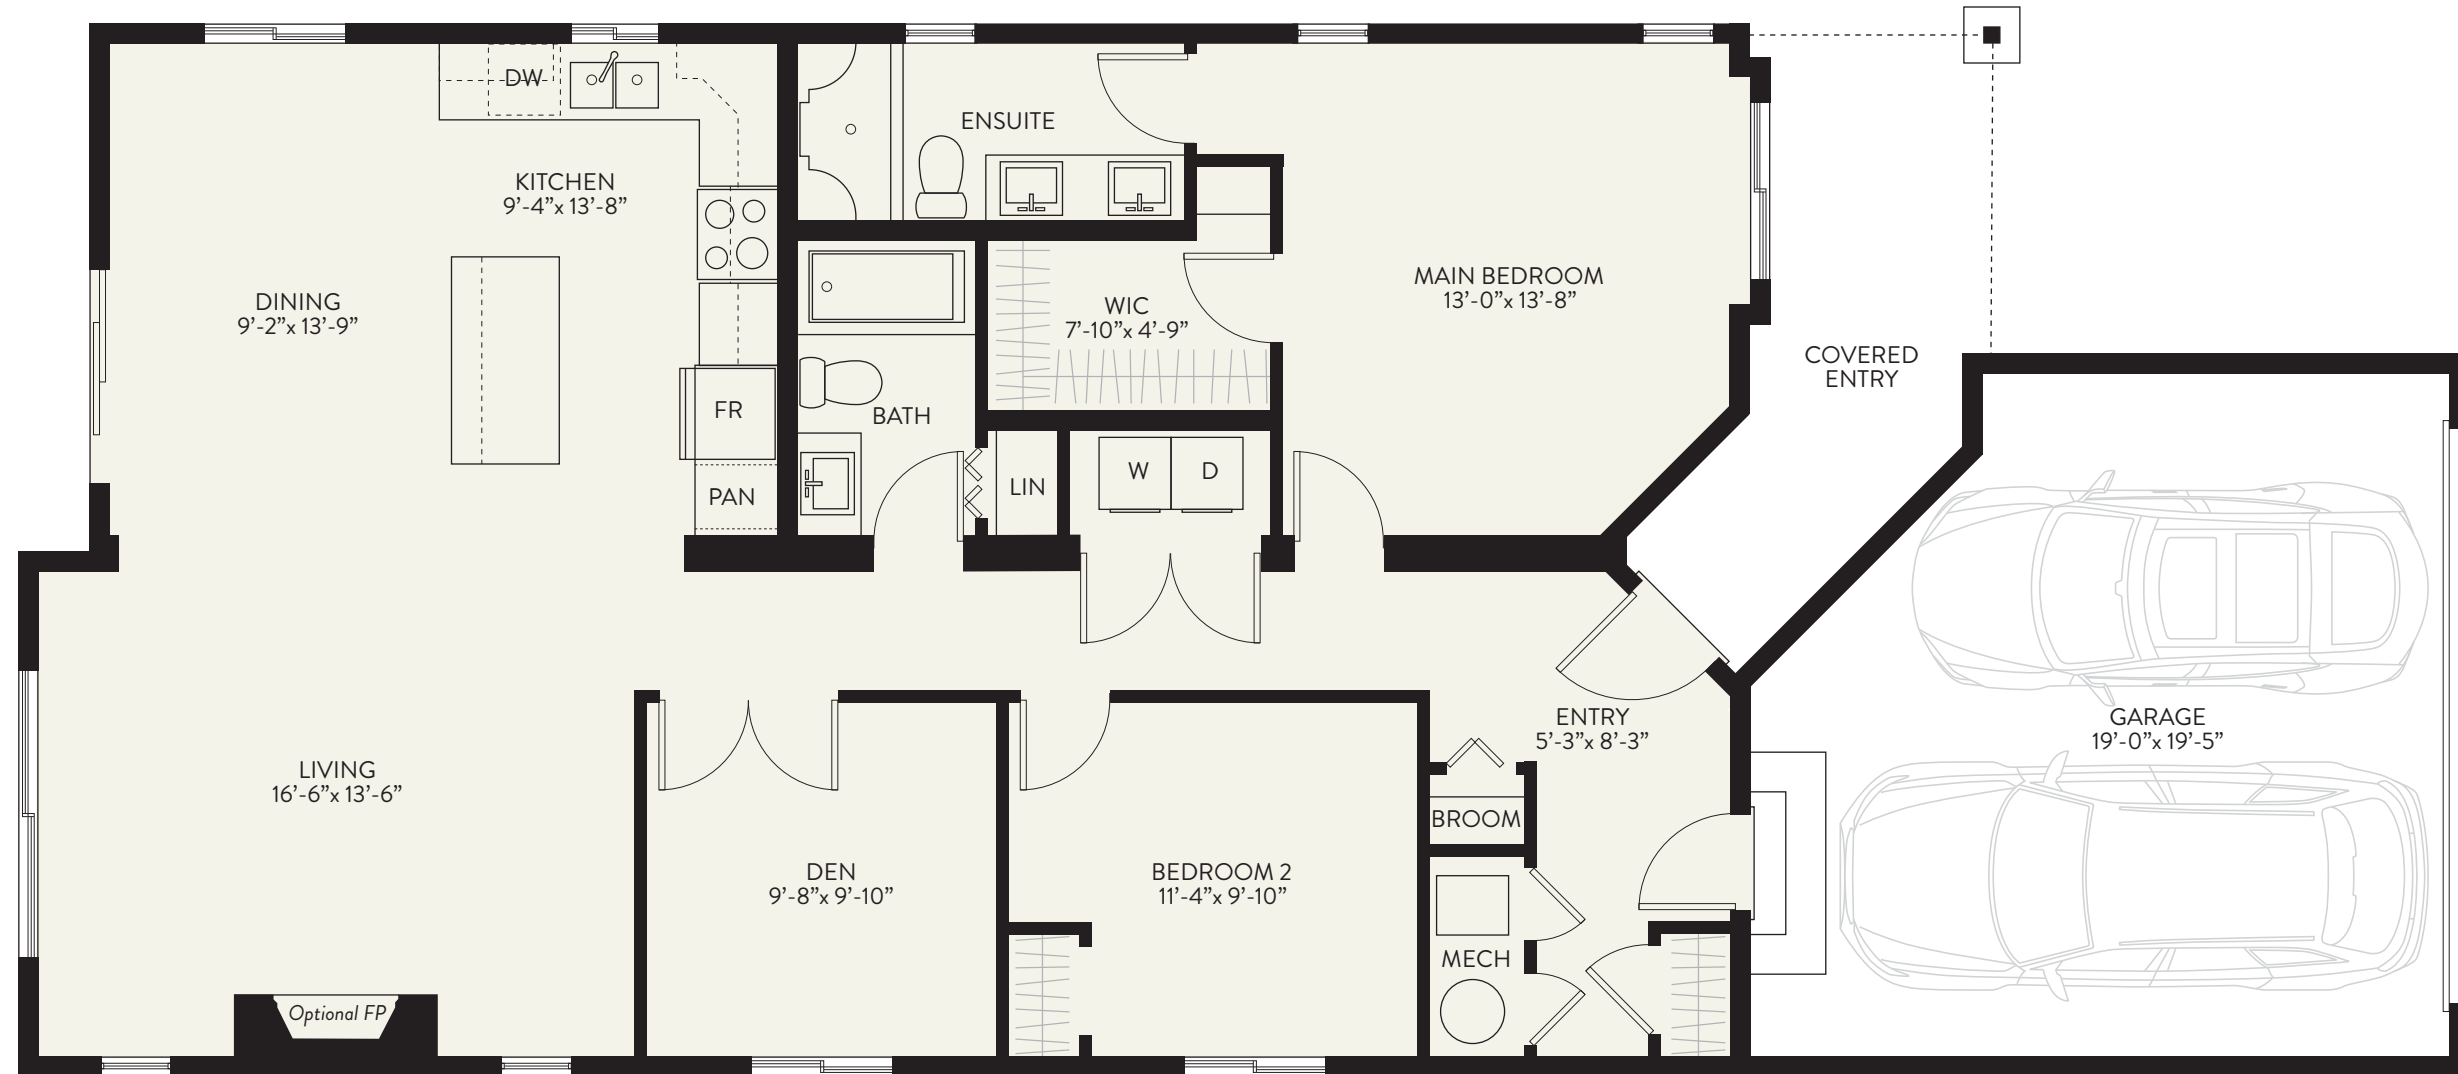 DW
ENSUITE
KITCHEN
9’-4”x 13’-8”
DINING
9’-2”x 13’-9”
WIC
7’-10”x 4’-9”
MAIN BEDROOM
13’-0”x 13’-8”
COVERED
ENTRY
FR
BATH
PAN
LIN
W
D
LIVING
16’-6”x 13’-6”
ENTRY
5’-3”x 8’-3”
GARAGE
19’-0”x 19’-5”
BROOM
DEN
9’-8”x 9’-10”
BEDROOM 2
11’-4”x 9’-10”
MECH
Optional FP